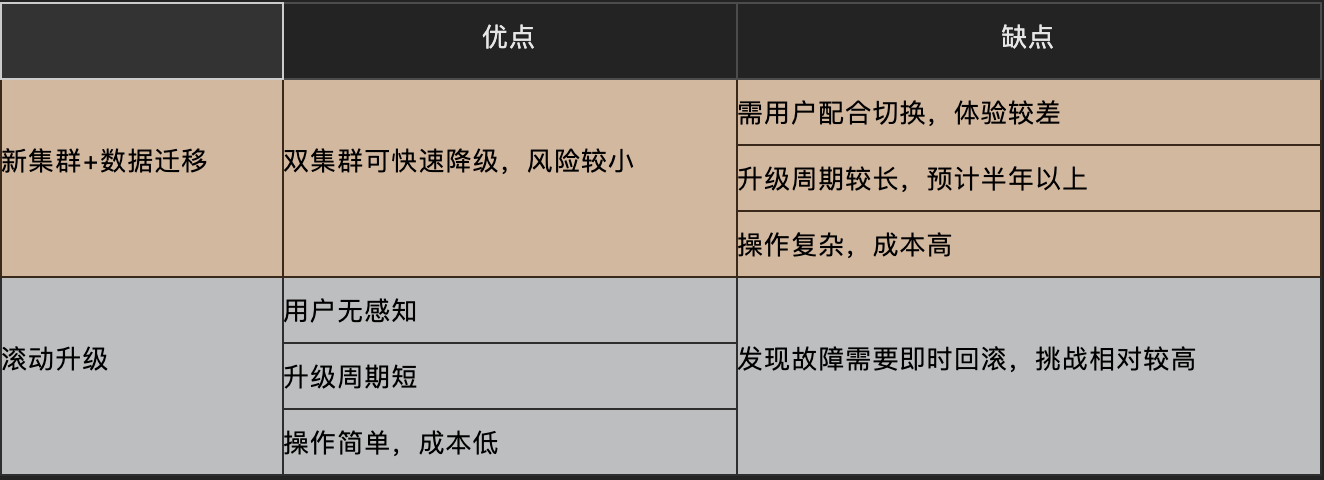 优点
缺点
新集群+数据迁移
双集群可快速降级，风险较小
需用户配合切换，体验较差
升级周期较长，预计半年以上
操作复杂，成本高
滚动升级
用户无感知
升级周期短
操作简单，成本低
发现故障需要即时回滚，挑战相对较高